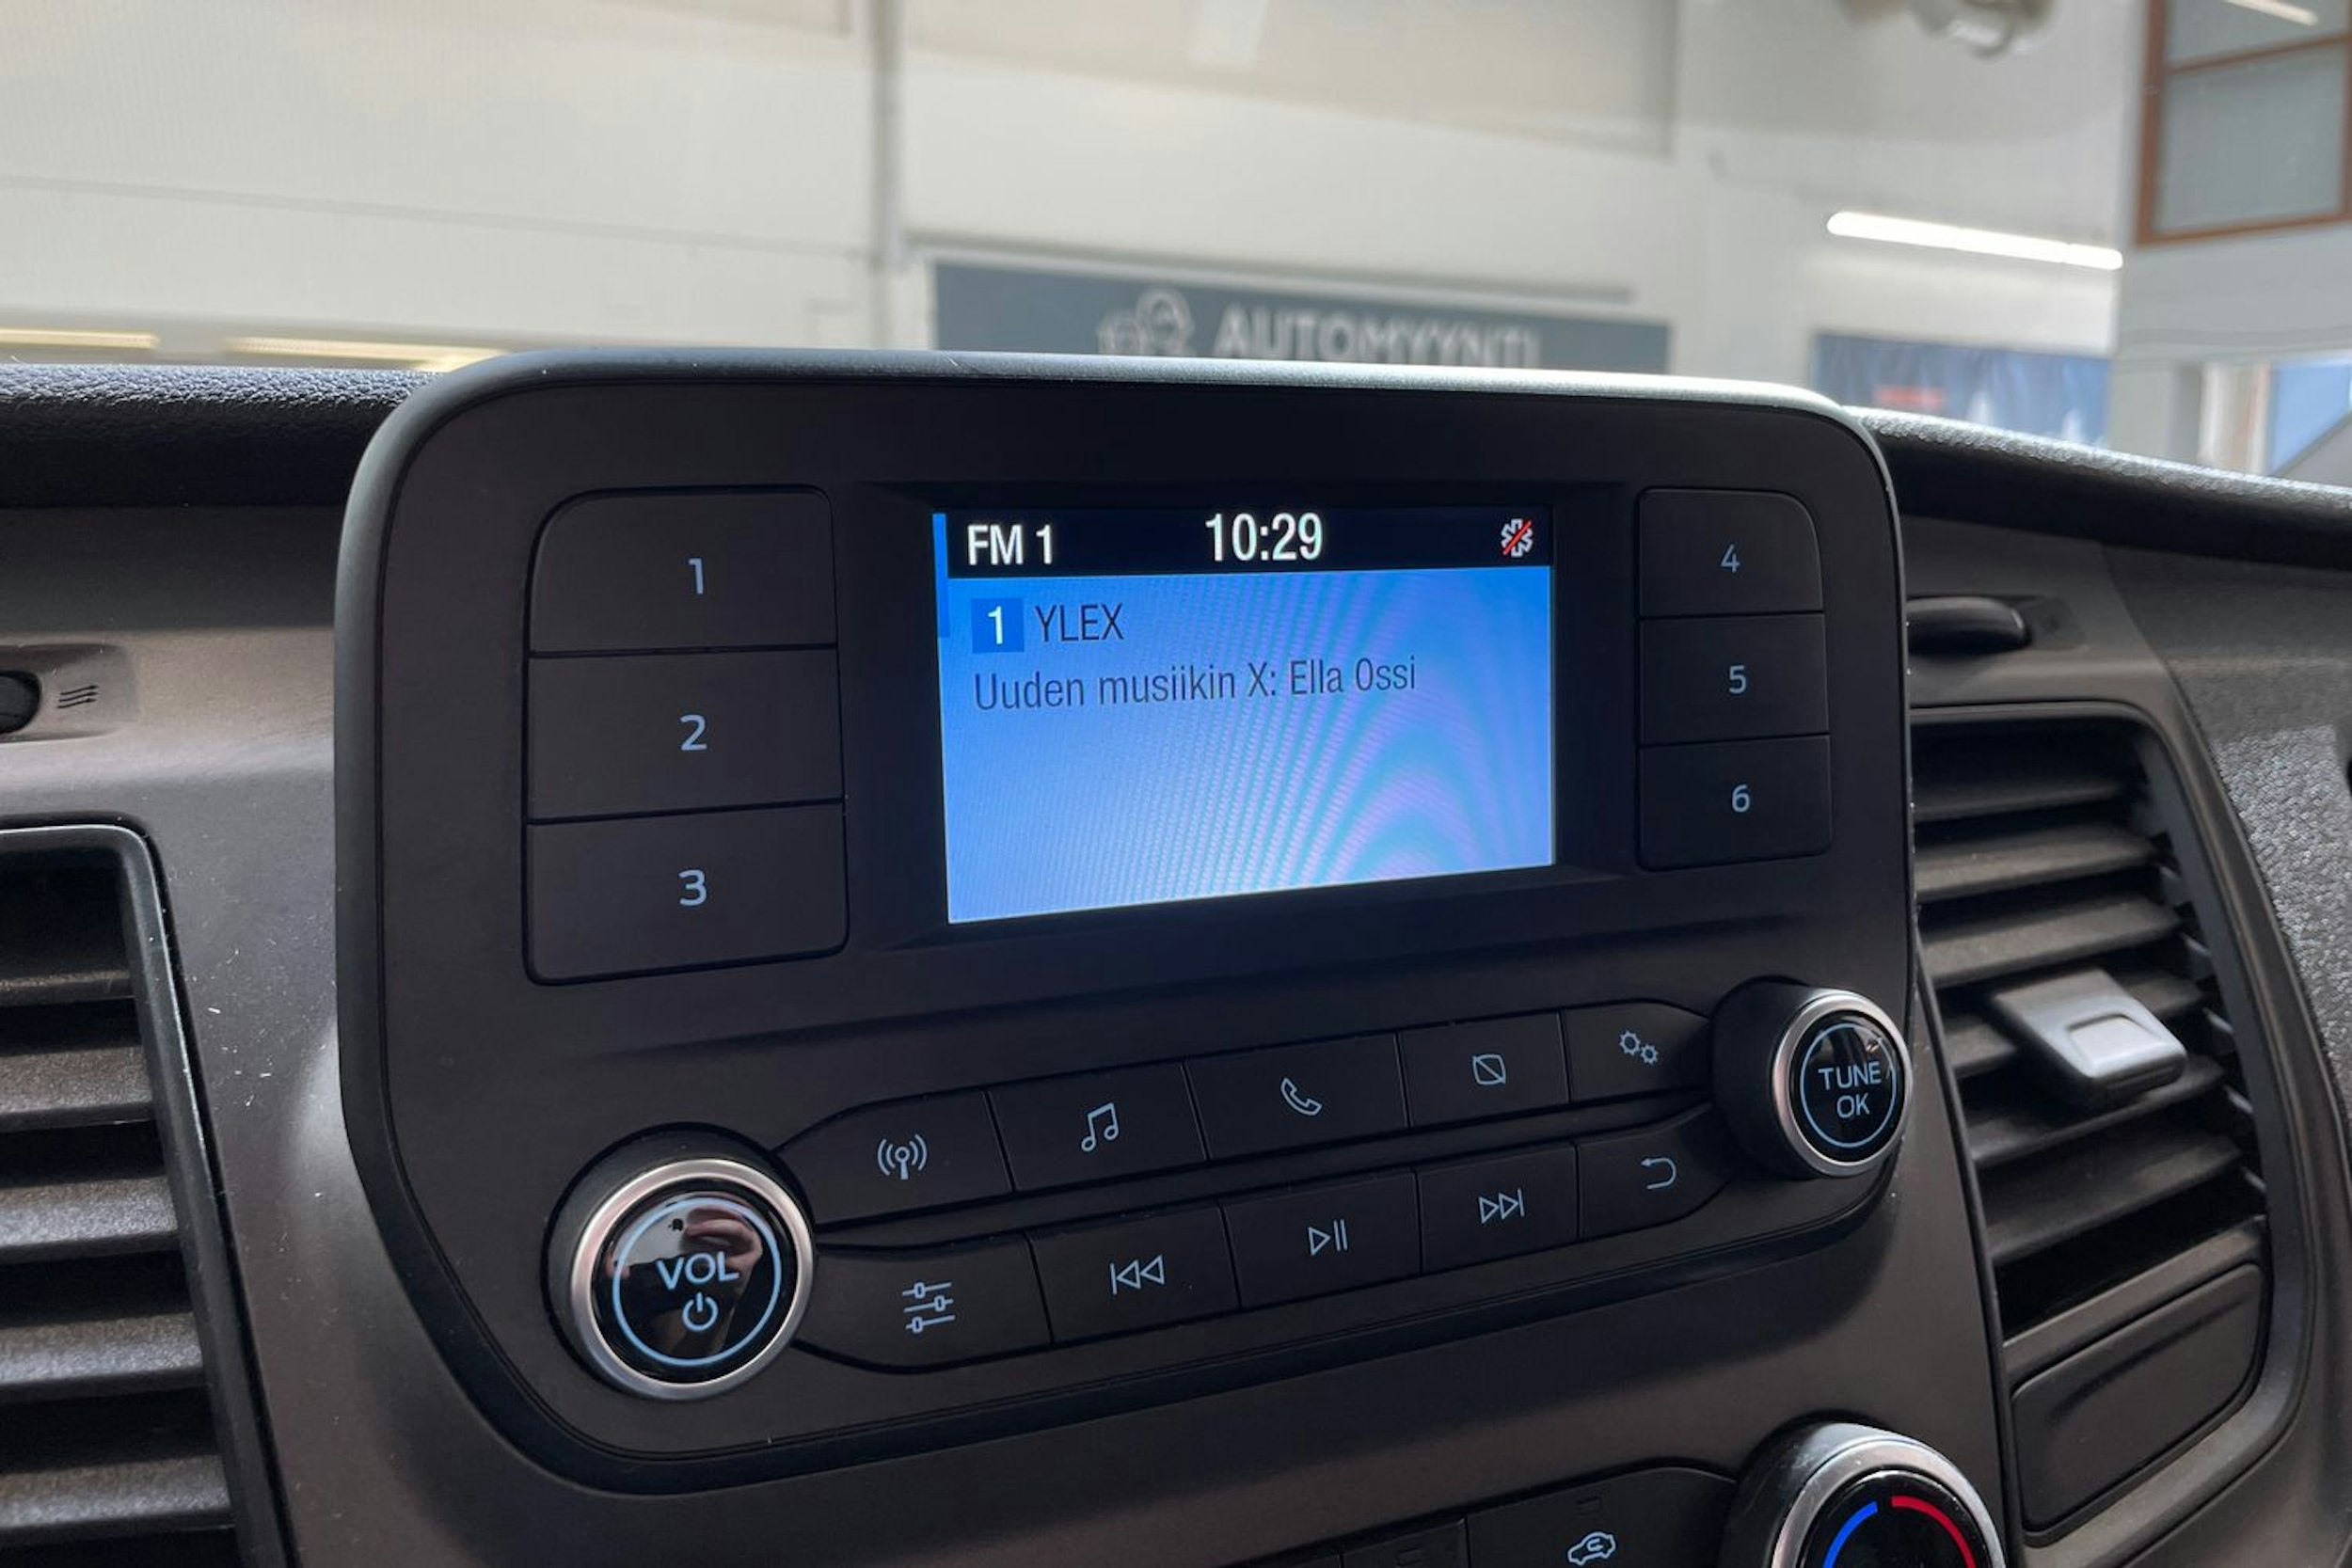 AUTOMYYNTI
FM 1 10:29
1 YLEX
Uuden musiikin X: Ella Ossi
1
2
3
4
5
6
TUNE
OK
VOL